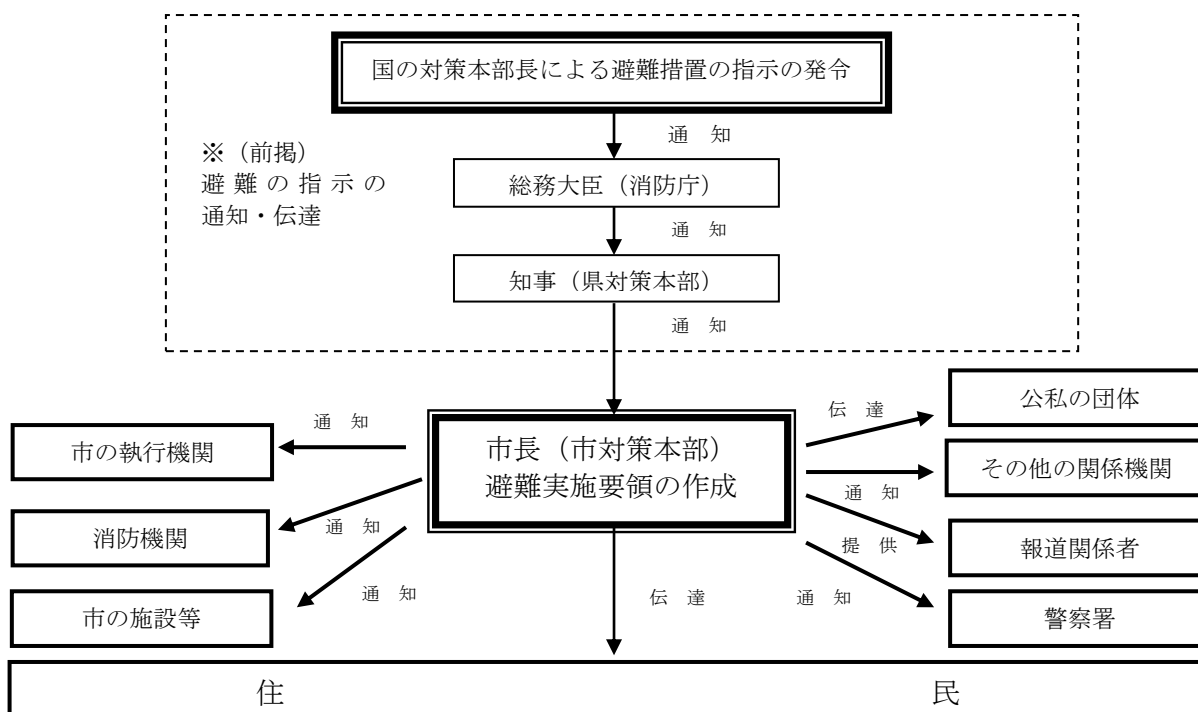 国の対策本部長による避難措置の指示の発令
通 知
※（前掲）
避難の指示の
通知・伝達
総務大臣（消防庁）
通 知
知事（県対策本部）
通 知
公私の団体
通 知
伝 達
市の執行機関
市長（市対策本部）
避難実施要領の作成
その他の関係機関
通 知
消防機関
通 知
提 供
報道関係者
通 知
市の施設等
伝 達
通 知
警察署
住 民